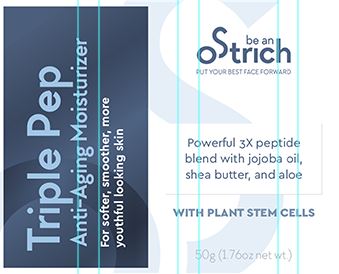 Triple Pep
Anti-Aging Moisturizer
For softer, smoother, more
youthful looking skin
be an
oStrich
PUT YOUR BEST FACE FORWARD
Powerful 3X peptide
blend with jojoba oil,
shea butter, and aloe
WITH PLANT STEM CELLS
50g (1.76oz net wt.)